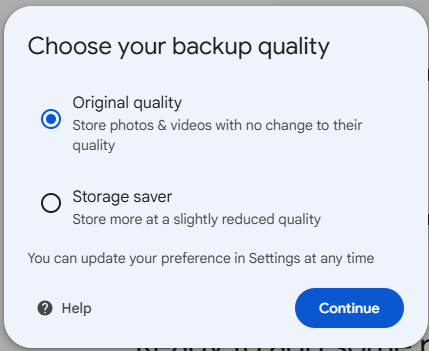 Choose your backup quality
Original quality
Store photos & videos with no change to their
quality
Storage saver
Store more at a slightly reduced quality
You can update your preference in Settings at any time
Help
Continue